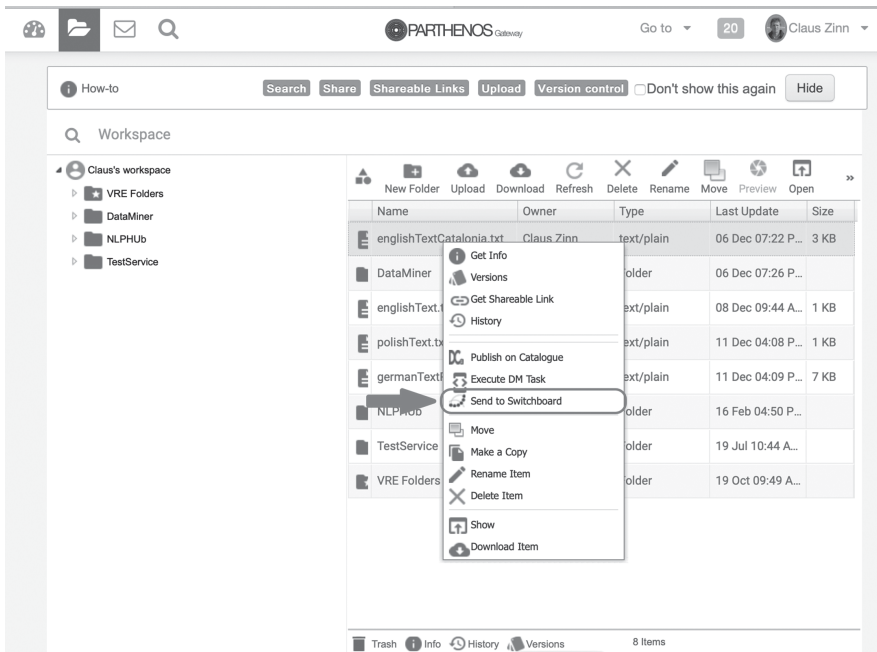 PARTHENOS Gateway
Go to
20
Claus Zinn
How-to
Search Share Shareable Links Upload Version control Don't show this again Hide
Workspace
Claus's workspace
VRE Folders
DataMiner
NLPHUb
TestService
New Folder Upload Download Refresh Delete Rename Move Preview Open »
Name Owner Type Last Update Size
englishTextCatalonia.txt Claus Zinn text/plain 06 Dec 07:22 P... 3 KB
DataMiner older 06 Dec 07:26 P...
englishText.t ext/plain 08 Dec 09:44 A... 1 KB
polishText.tx ext/plain 11 Dec 04:08 P... 1 KB
germanText ext/plain 11 Dec 04:09 P... 7 KB
NLPHUb older 16 Feb 04:50 P...
TestService older 19 Jul 10:44 A...
VRE Folders older 19 Oct 09:49 A...
Get Info
Versions
Get Shareable Link
History
Publish on Catalogue
Execute DM Task
Send to Switchboard
Move
Make a Copy
Rename Item
Delete Item
Show
Download Item
Trash Info History Versions 8 Items